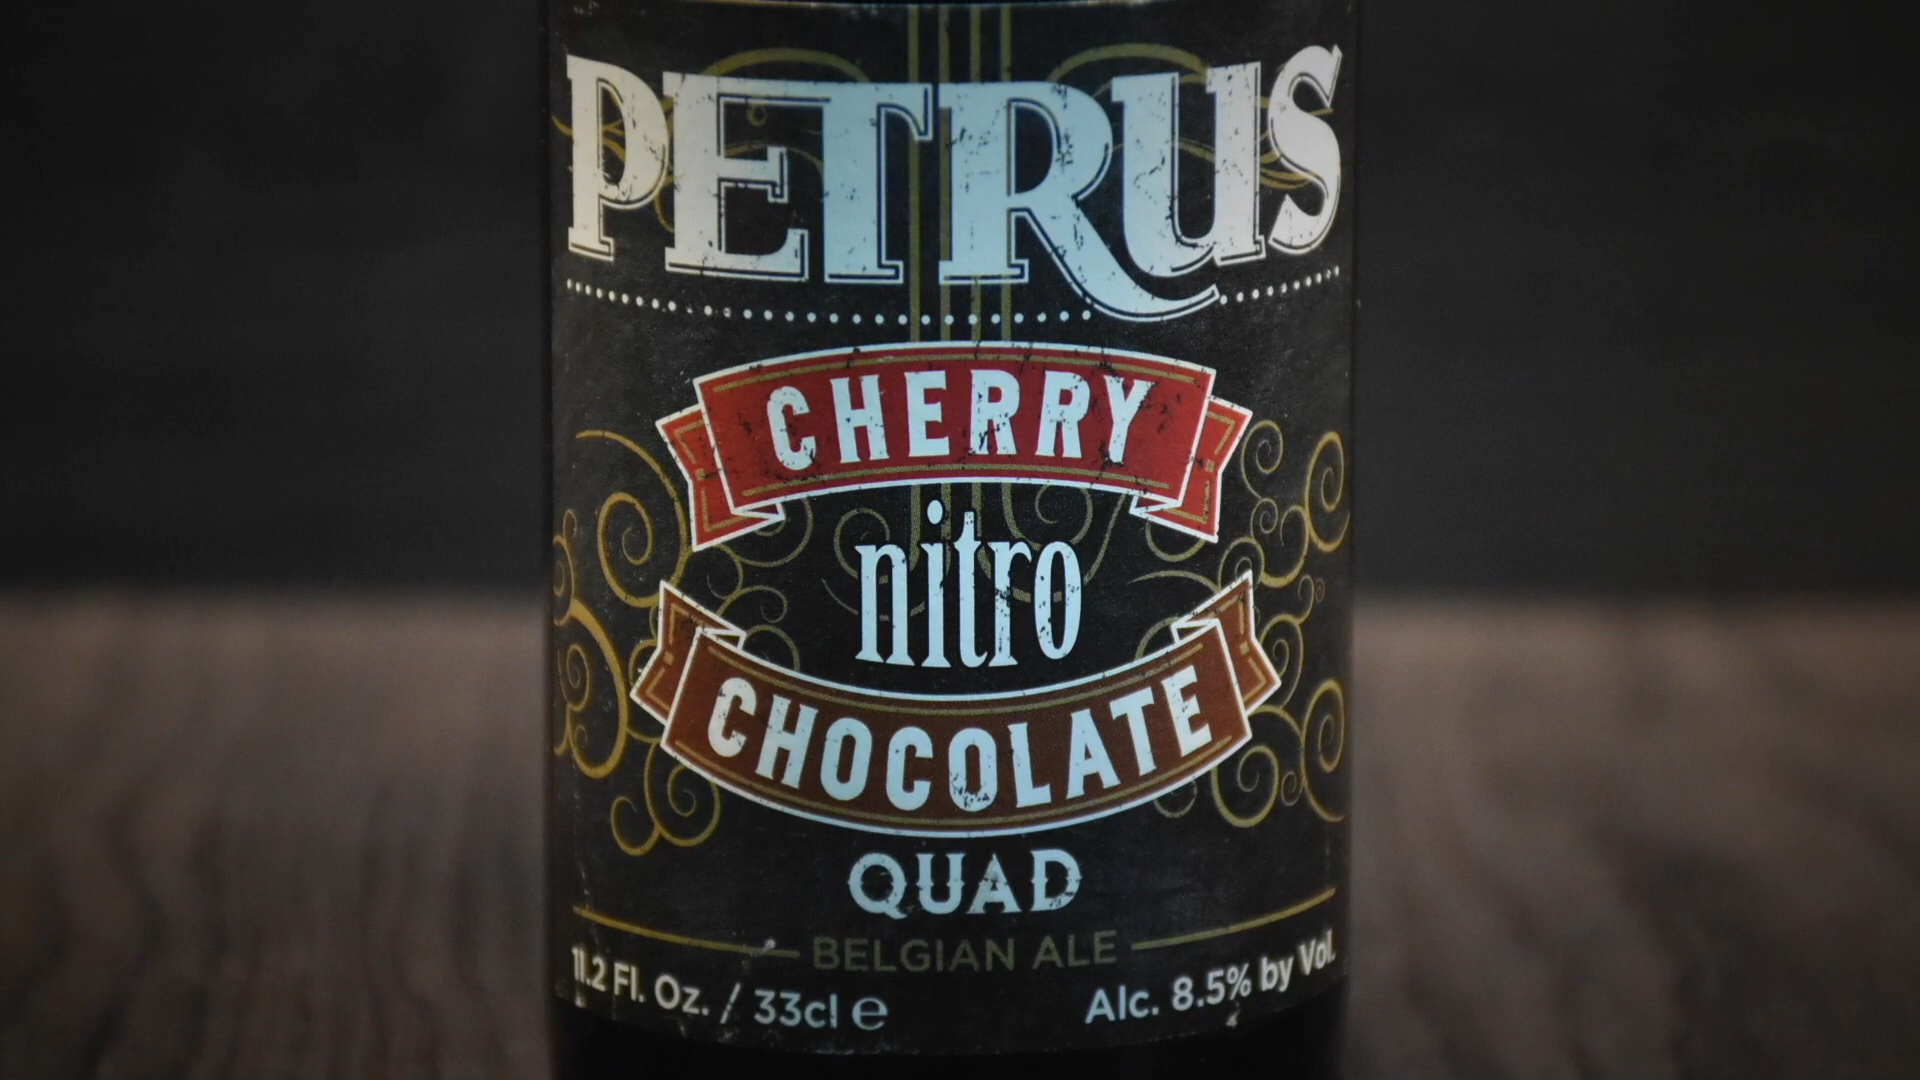 PETRUS
CHERRY
nitro
CHOCOLATE
QUAD
BELGIAN ALE
11.2 Fl. Oz. / 33cl ℮
Alc. 8.5% by Vol.